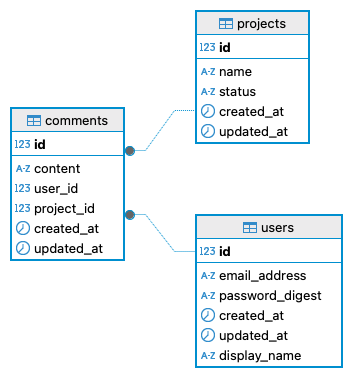 projects
123 id
A-Z name
A-Z status
created_at
updated_at
comments
123 id
A-Z content
123 user_id
123 project_id
created_at
updated_at
users
123 id
A-Z email_address
A-Z password_digest
created_at
updated_at
A-Z display_name